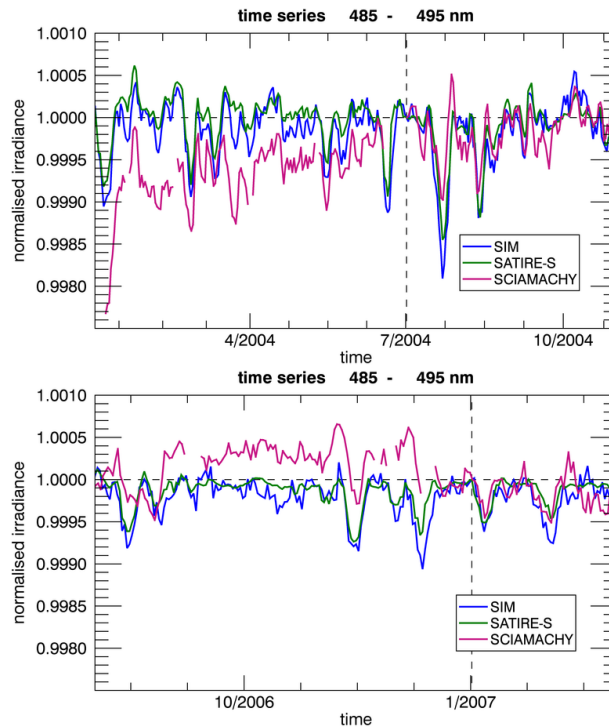 time series 485 - 495 nm
1.0010
1.0005
1.0000
0.9995
0.9990
0.9985
0.9980
normalised irradiance
SIM
SATIRE-S
SCIAMACHY
4/2004 7/2004 10/2004
time
time series 485 - 495 nm
1.0010
1.0005
1.0000
0.9995
0.9990
0.9985
0.9980
normalised irradiance
SIM
SATIRE-S
SCIAMACHY
10/2006 1/2007
time